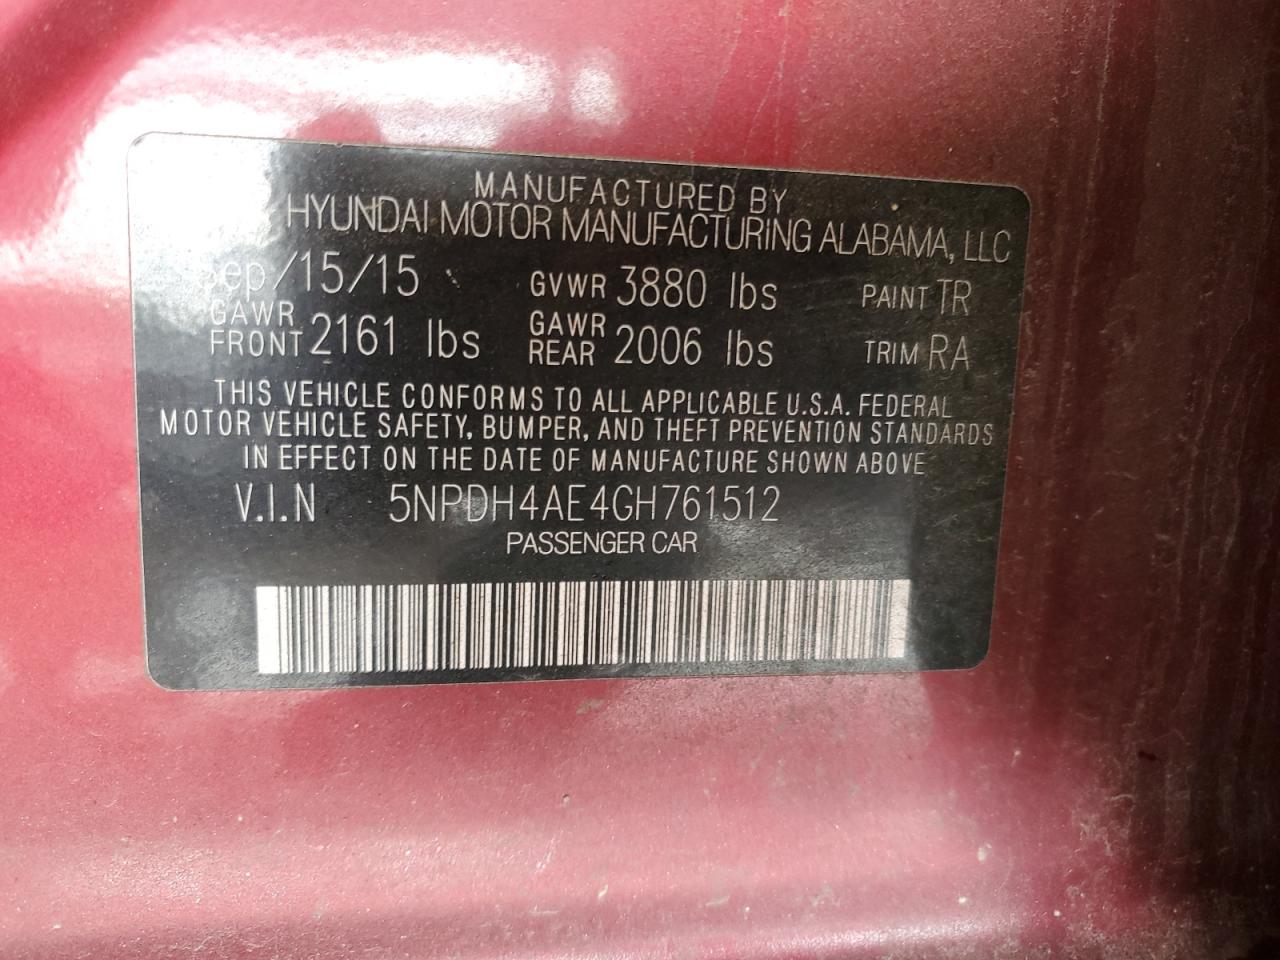 MANUFACTURED BY
HYUNDAI MOTOR MANUFACTURING ALABAMA, LLC
Sep/15/15 GVWR 3880 lbs PAINT TR
GAWR FRONT 2161 lbs GAWR REAR 2006 lbs TRIM RA
THIS VEHICLE CONFORMS TO ALL APPLICABLE U.S.A. FEDERAL
MOTOR VEHICLE SAFETY, BUMPER, AND THEFT PREVENTION STANDARDS
IN EFFECT ON THE DATE OF MANUFACTURE SHOWN ABOVE
V.I.N 5NPDH4AE4GH761512
PASSENGER CAR